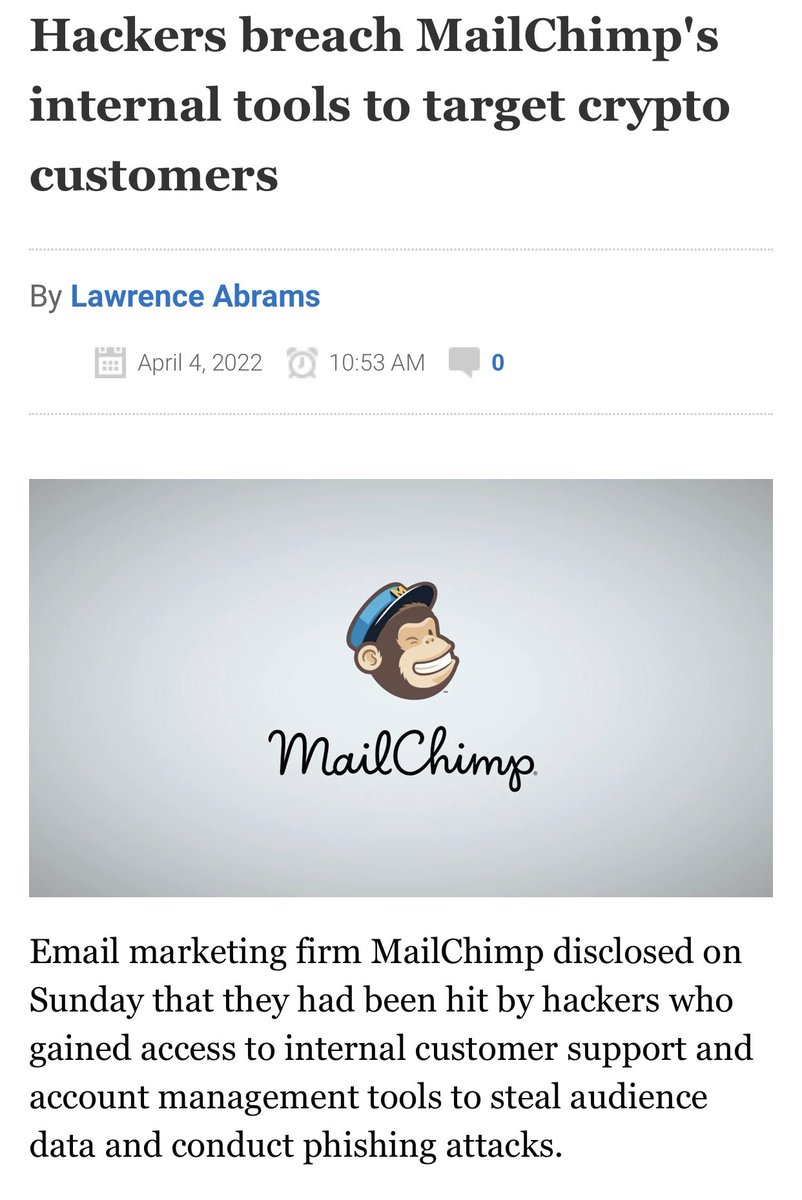 Hackers breach MailChimp's
internal tools to target crypto
customers
By Lawrence Abrams
April 4, 2022 10:53 AM 0
M
MailChimp
Email marketing firm MailChimp disclosed on
Sunday that they had been hit by hackers who
gained access to internal customer support and
account management tools to steal audience
data and conduct phishing attacks.